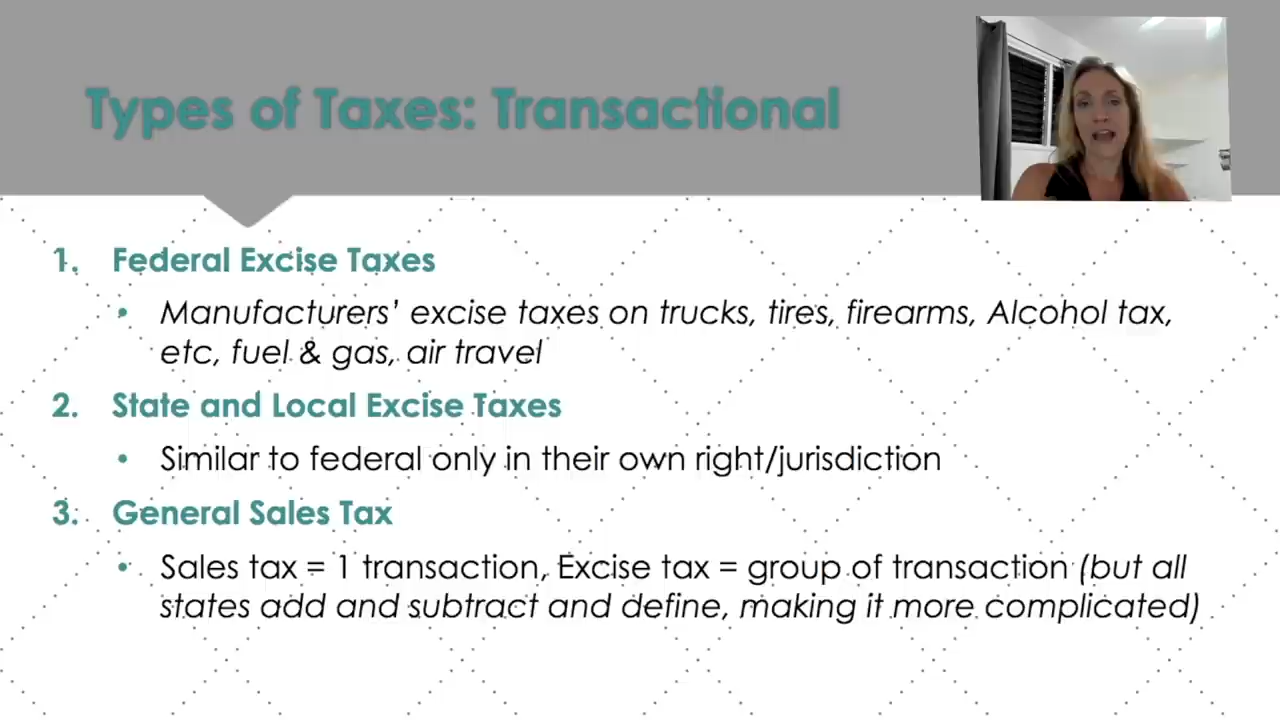 Types of Taxes: Transactional
1. Federal Excise Taxes
• Manufacturers’ excise taxes on trucks, tires, firearms, Alcohol tax,
etc, fuel & gas, air travel
2. State and Local Excise Taxes
• Similar to federal only in their own right/jurisdiction
3. General Sales Tax
• Sales tax = 1 transaction, Excise tax = group of transaction (but all
states add and subtract and define, making it more complicated)